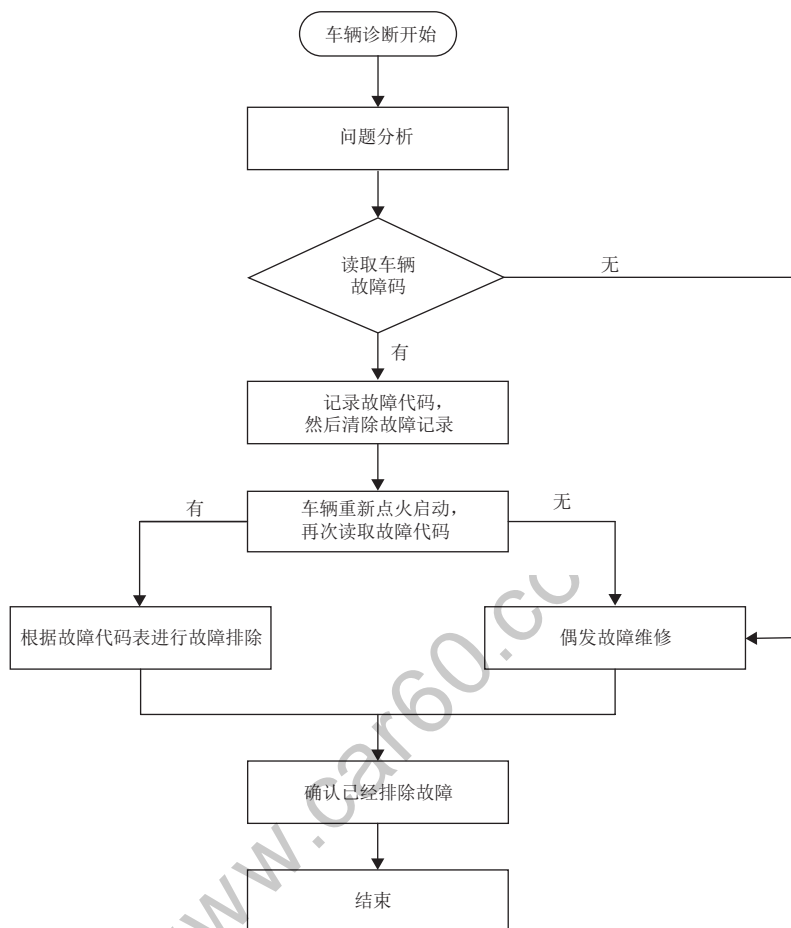 车辆诊断开始
问题分析
读取车辆
故障码
无
有
记录故障代码，
然后清除故障记录
车辆重新点火启动，
再次读取故障代码
有
无
根据故障代码表进行故障排除
偶发故障维修
确认已经排除故障
结束
www.car60.co